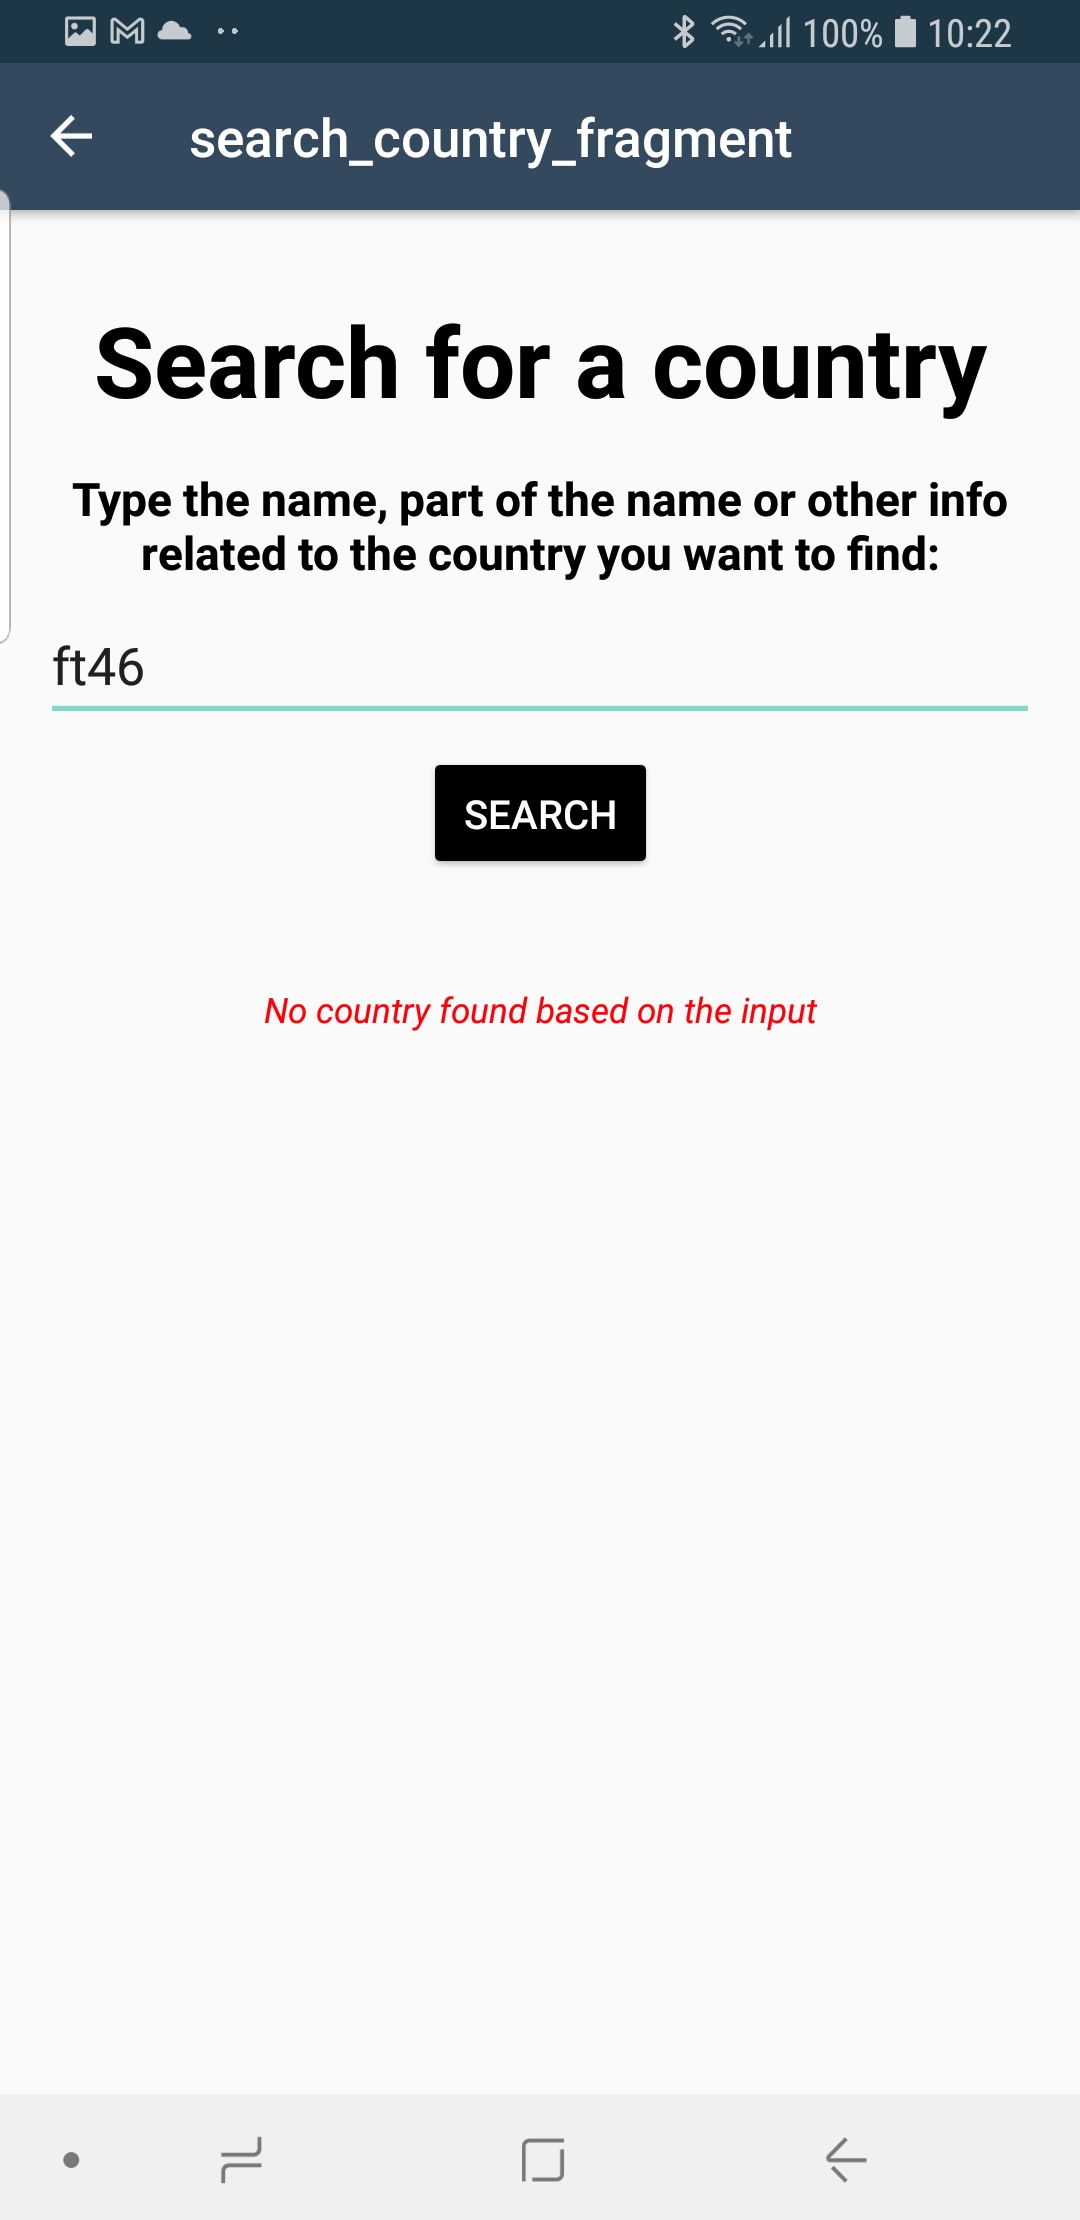 100% 10:22
search_country_fragment
Search for a country
Type the name, part of the name or other info
related to the country you want to find:
ft46
SEARCH
No country found based on the input